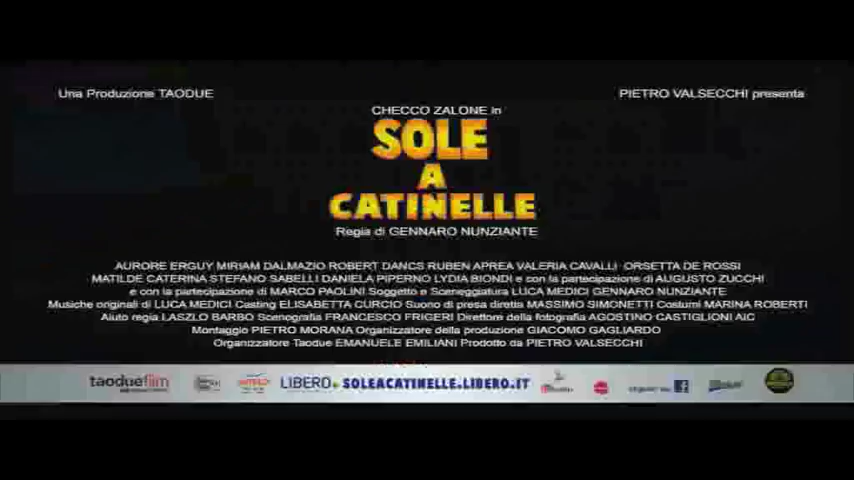 Una Produzione TAODUE
PIETRO VALSECCHI presenta
CHECCO ZALONE in
SOLE
A
CATINELLE
Regia di GENNARO NUNZIANTE
AURORE ERGUY MIRIAM DALMAZIO ROBERT DANCS RUBEN APREA VALERIA CAVALLI ORSETTA DE ROSSI
MATILDE CATERINA STEFANO SABELLI DANIELA PIPERNO LYDIA BIONDI e con la partecipazione di AUGUSTO ZUCCHI
e con la partecipazione di MARCO PAOLINI Soggetto e Sceneggiatura LUCA MEDICI GENNARO NUNZIANTE
Musiche originali di LUCA MEDICI Casting ELISABETTA CURCIO Suono di presa diretta MASSIMO SIMONETTI Costumi MARINA ROBERTI
Aiuto regia LASZLO BARBO Scenografia FRANCESCO FRIGERI Direttore della fotografia AGOSTINO CASTIGLIONI AIC
Montaggio PIETRO MORANA Organizzatore della produzione GIACOMO GAGLIARDO
Organizzatore Taodue EMANUELE EMILIANI Prodotto da PIETRO VALSECCHI
taoduefilm LIBERO SOLEACATINELLE.LIBERO.IT